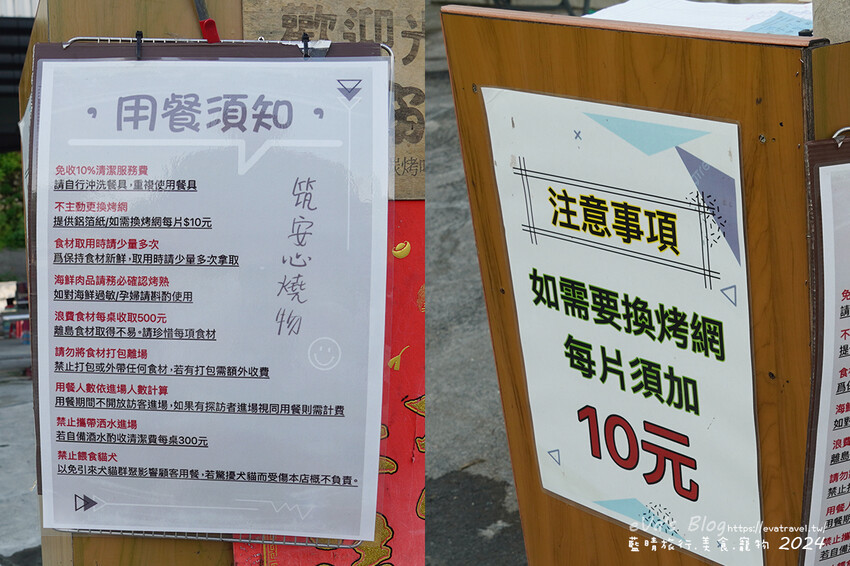 歡迎光
炭烤
, 用餐須知 ,
免收10%清潔服務費
請自行沖洗餐具,重複使用餐具
不主動更換烤網
提供鋁箔紙/如需換烤網每片$10元
食材取用時請少量多次
爲保持食材新鮮,取用時請少量多次拿取
海鮮肉品請務必確認烤熟
如對海鮮過敏/孕婦請斟酌使用
浪費食材每桌收取500元
離島食材取得不易。請珍惜每項食材
請勿將食材打包離場
禁止打包或外帶任何食材,若有打包需額外收費
用餐人數依進場人數計算
用餐期間不開放訪客進場,如果有探訪者進場視同用餐則需計費
禁止攜帶酒水進場
若自備酒水酌收清潔費每桌300元
禁止餵食貓犬
以免引來犬貓群聚影響顧客用餐,若驚擾犬貓而受傷本店概不負責。
筑安心燒物
注意事項
如需要換烤網
每片須加
10元
eva's Blog https://evatravel.tw/
藍晴旅行.美食.寵物 2024